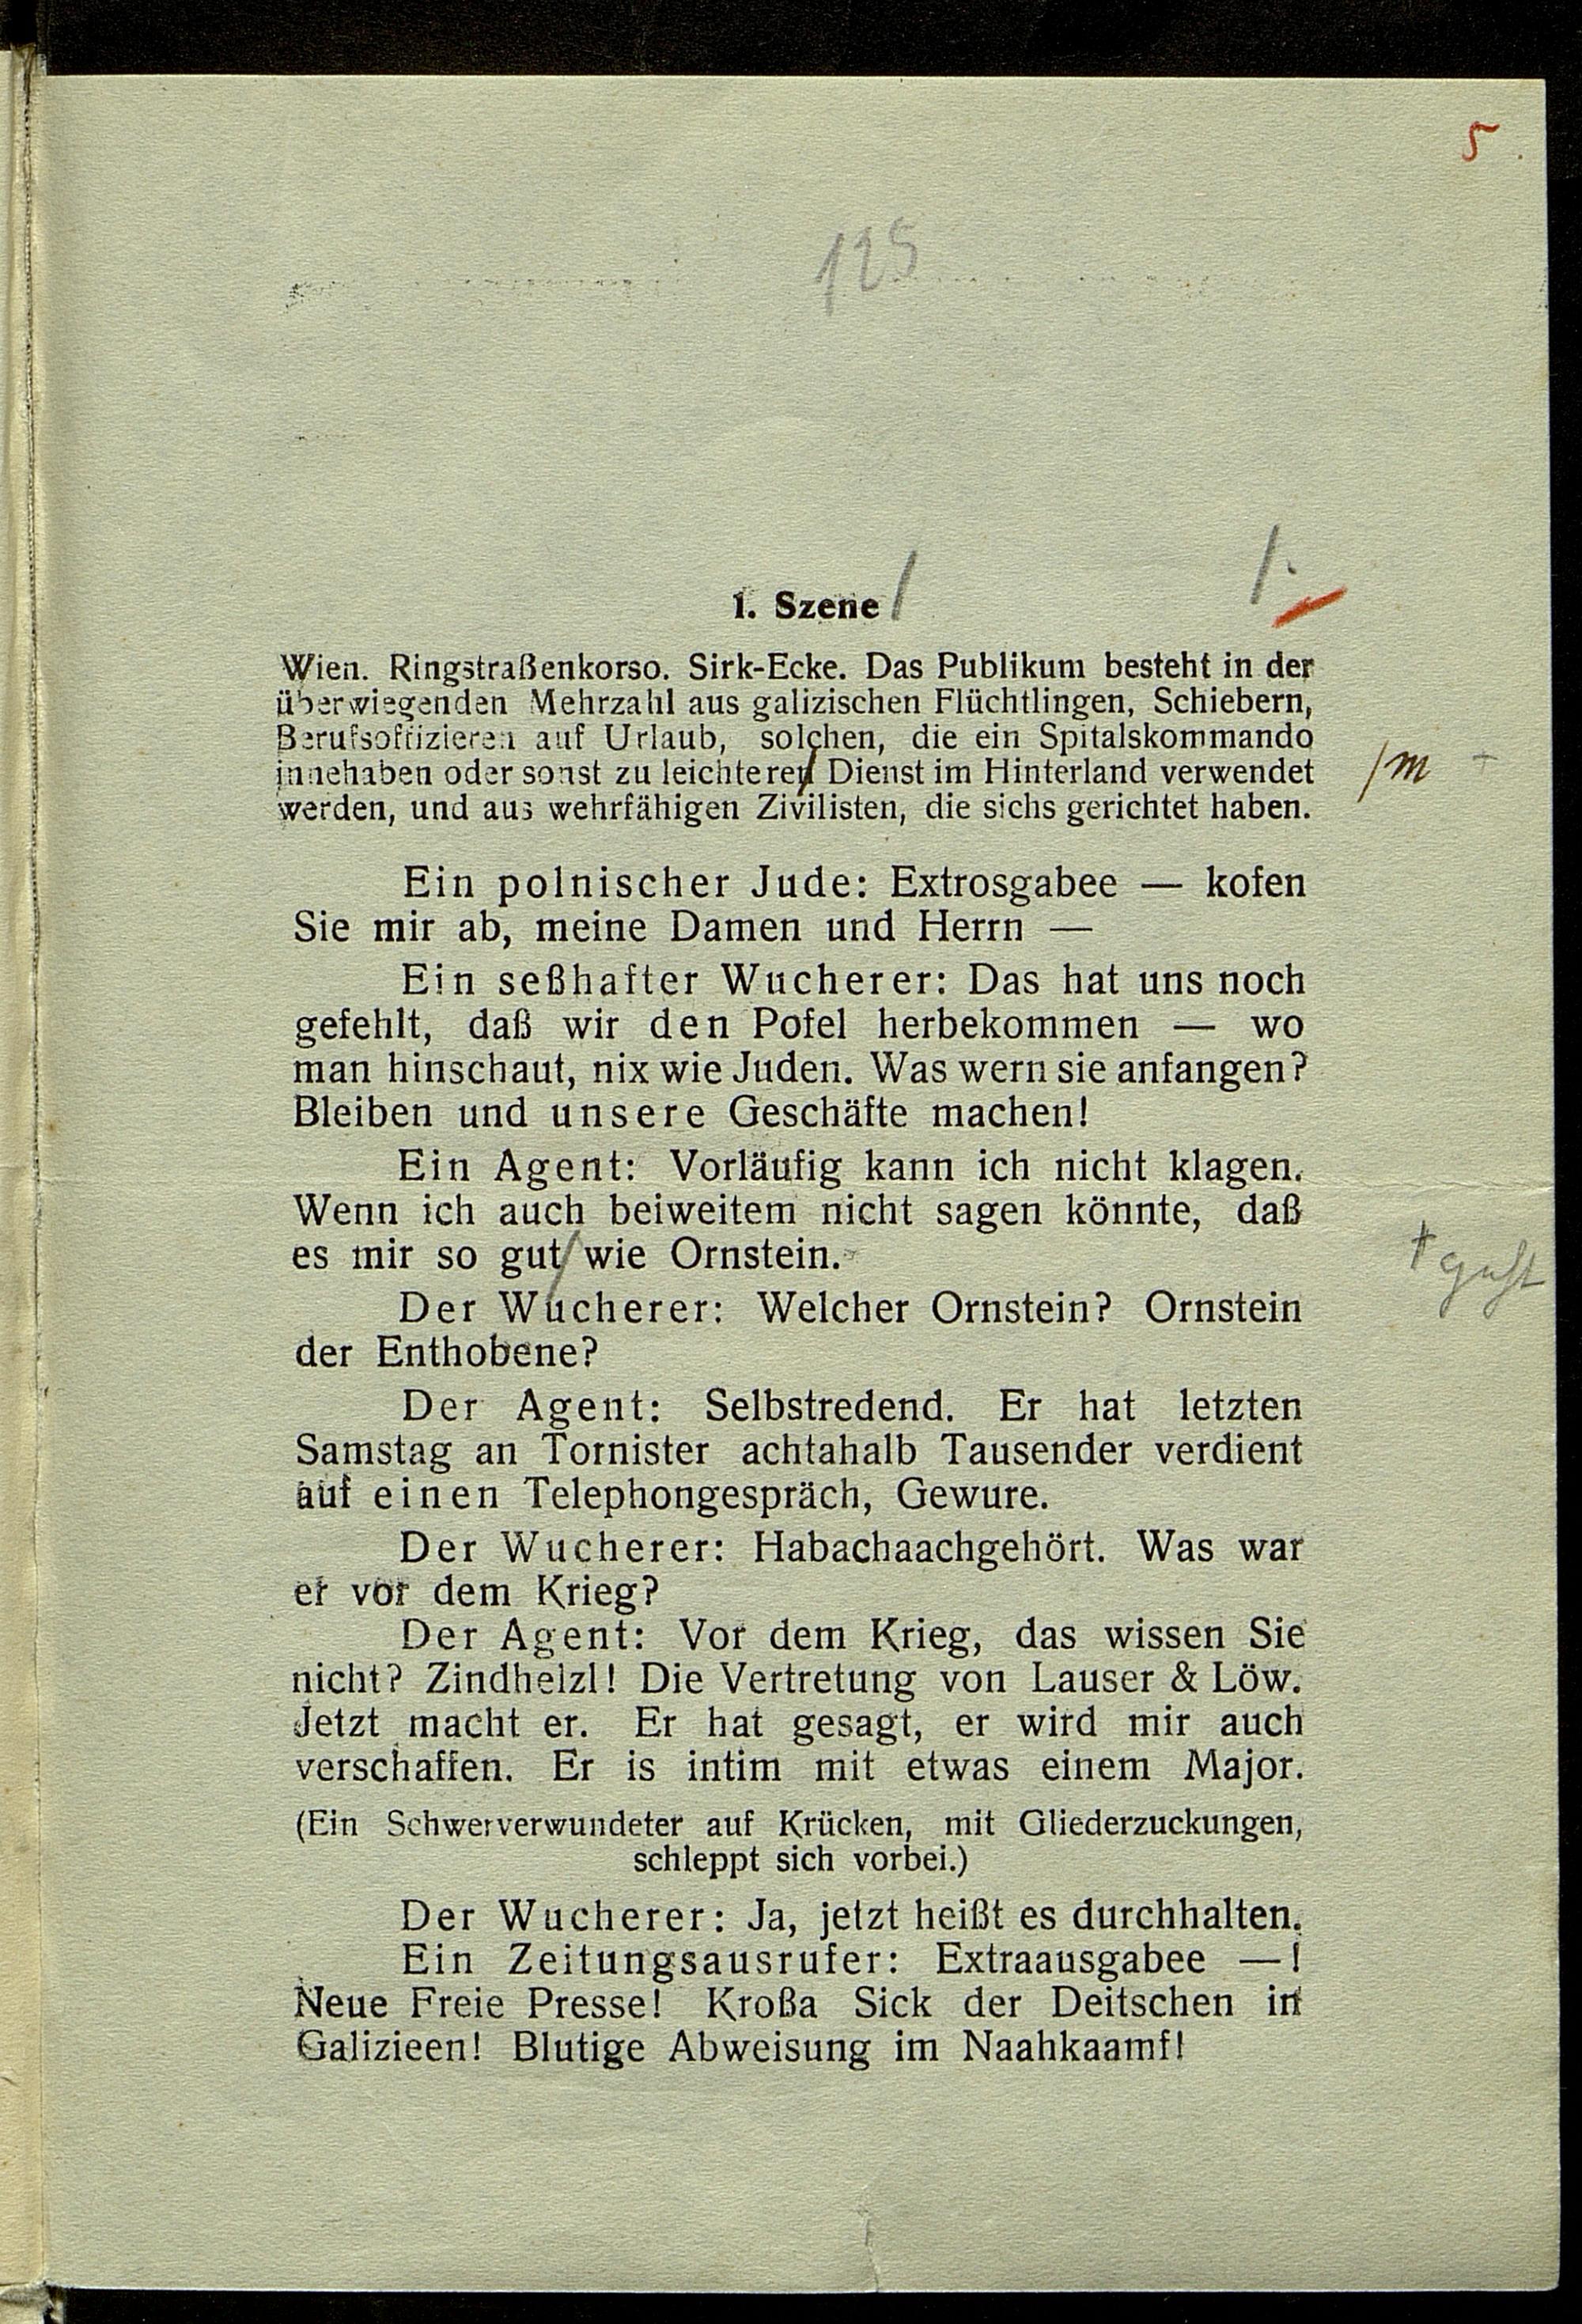 5
125
1. Szene / /.
Wien. Ringstraßenkorso. Sirk-Ecke. Das Publikum besteht in der
überwiegenden Mehrzahl aus galizischen Flüchtlingen, Schiebern,
Berufsoffizieren auf Urlaub, solchen, die ein Spitalskommando
innehaben oder sonst zu leichteren Dienst im Hinterland verwendet /m +
werden, und aus wehrfähigen Zivilisten, die sichs gerichtet haben.
Ein polnischer Jude: Extrosgabee — kofen
Sie mir ab, meine Damen und Herrn —
Ein seßhafter Wucherer: Das hat uns noch
gefehlt, daß wir den Pofel herbekommen — wo
man hinschaut, nix wie Juden. Was wern sie anfangen?
Bleiben und unsere Geschäfte machen!
Ein Agent: Vorläufig kann ich nicht klagen.
Wenn ich auch beiweitem nicht sagen könnte, daß
es mir so gut/wie Ornstein. † geht
Der Wucherer: Welcher Ornstein? Ornstein
der Enthobene?
Der Agent: Selbstredend. Er hat letzten
Samstag an Tornister achtahalb Tausender verdient
auf einen Telephongespräch, Gewure.
Der Wucherer: Habachaachgehört. Was war
er vor dem Krieg?
Der Agent: Vor dem Krieg, das wissen Sie
nicht? Zindhelzl! Die Vertretung von Lauser & Löw.
Jetzt macht er. Er hat gesagt, er wird mir auch
verschaffen. Er is intim mit etwas einem Major.
(Ein Schwerverwundeter auf Krücken, mit Gliederzuckungen,
schleppt sich vorbei.)
Der Wucherer: Ja, jetzt heißt es durchhalten.
Ein Zeitungsausrufer: Extraausgabee —!
Neue Freie Presse! Kroßa Sick der Deitschen in
Galizieen! Blutige Abweisung im Naahkaamf!